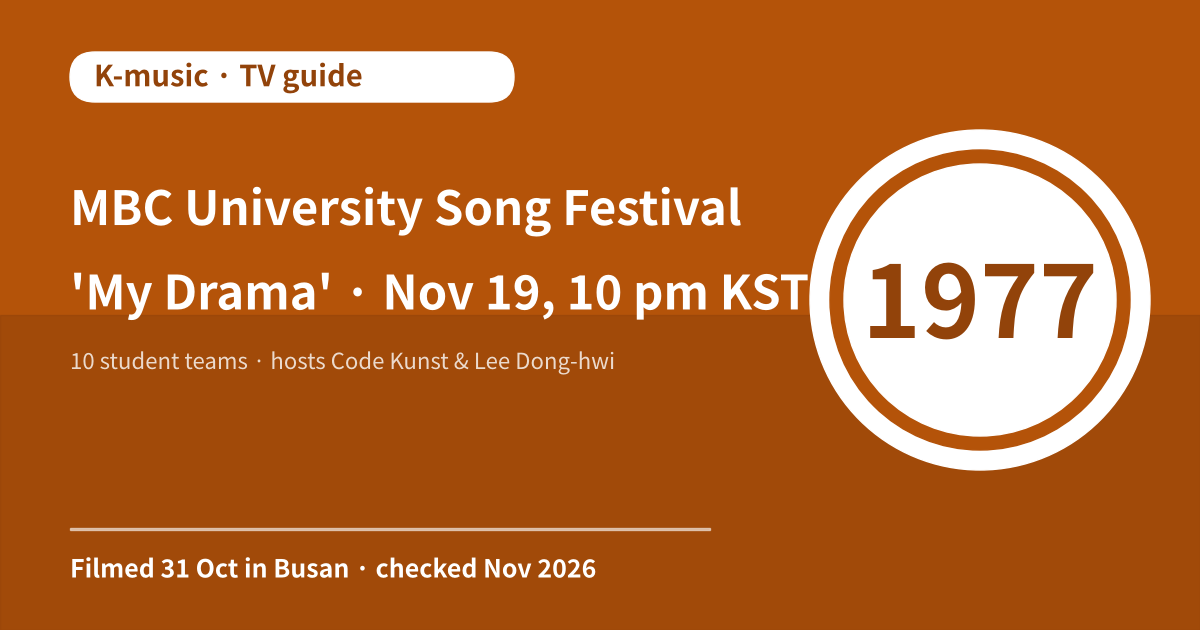 K-music · TV guide
MBC University Song Festival
'My Drama' · Nov 19, 10 pm KST
1977
10 student teams · hosts Code Kunst & Lee Dong-hwi
Filmed 31 Oct in Busan · checked Nov 2026